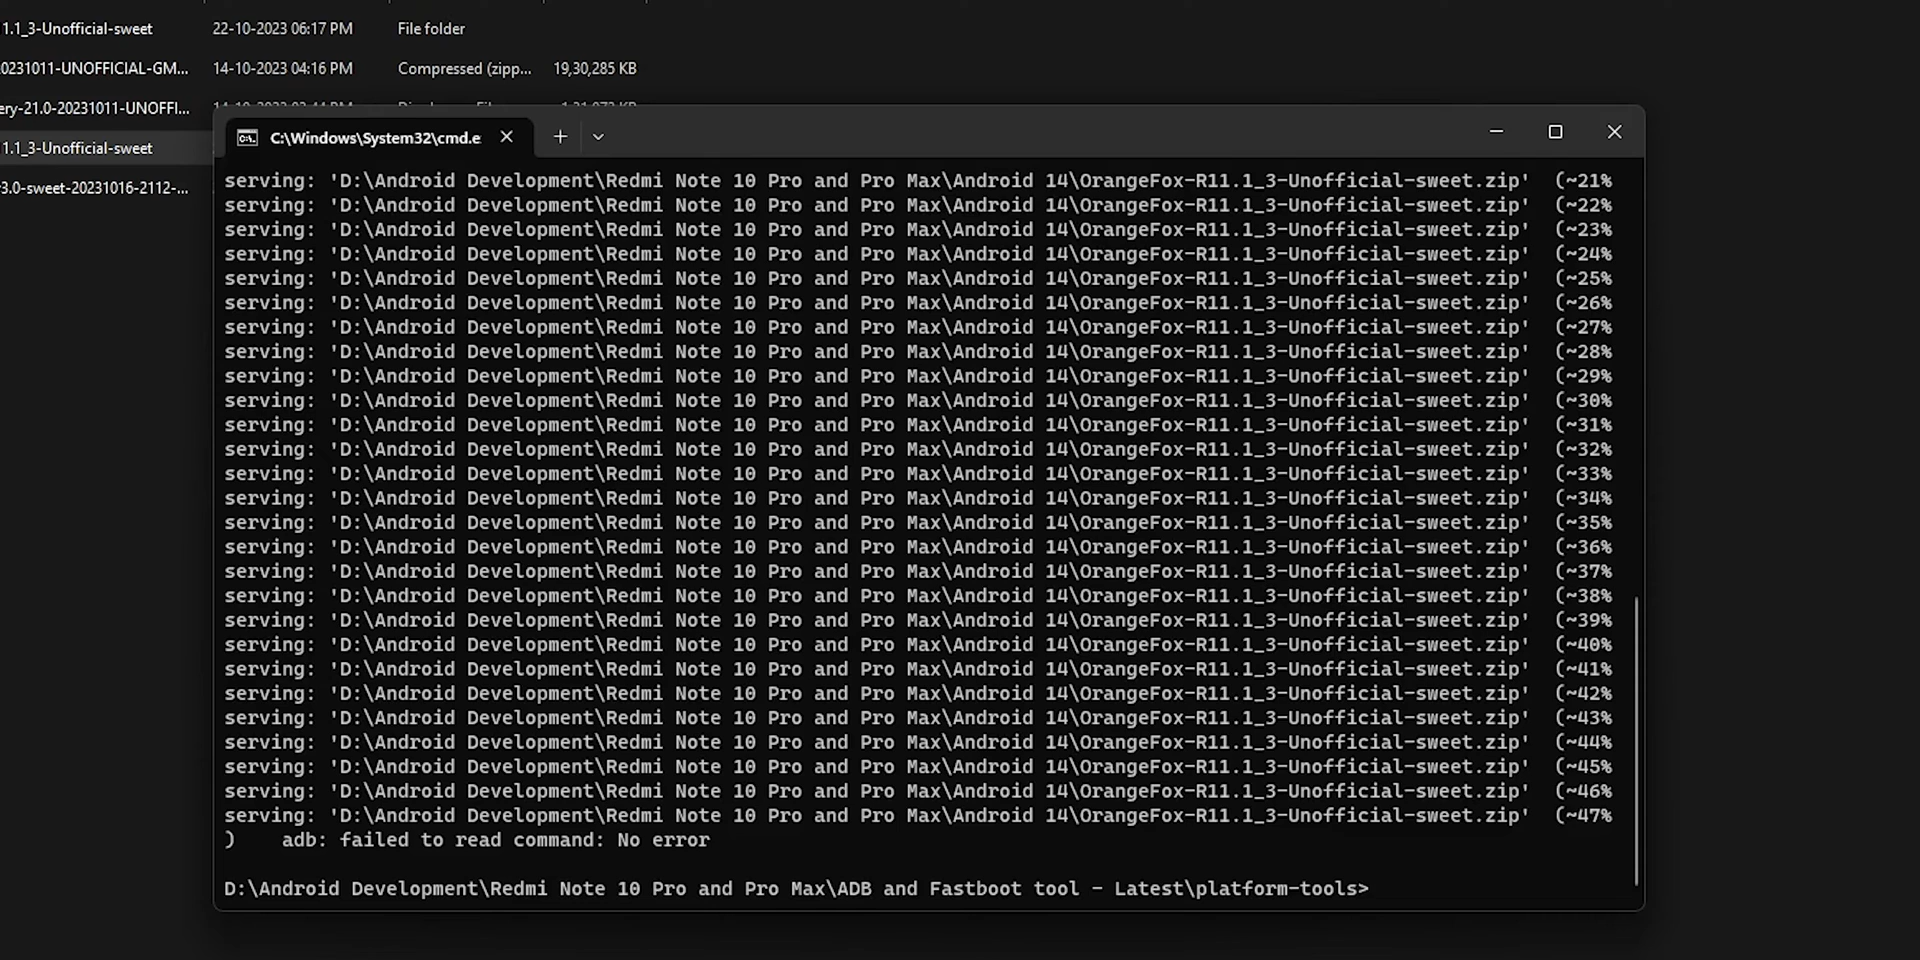 1.1_3-Unofficial-sweet 22-10-2023 06:17 PM File folder
0231011-UNOFFICIAL-GM... 14-10-2023 04:16 PM Compressed (zipp... 19,30,285 KB
ery-21.0-20231011-UNOFFI...
1.1_3-Unofficial-sweet
v3.0-sweet-20231016-2112-...
C:\Windows\System32\cmd.e
serving: 'D:\Android Development\Redmi Note 10 Pro and Pro Max\Android 14\OrangeFox-R11.1_3-Unofficial-sweet.zip' (~21%
serving: 'D:\Android Development\Redmi Note 10 Pro and Pro Max\Android 14\OrangeFox-R11.1_3-Unofficial-sweet.zip' (~22%
serving: 'D:\Android Development\Redmi Note 10 Pro and Pro Max\Android 14\OrangeFox-R11.1_3-Unofficial-sweet.zip' (~23%
serving: 'D:\Android Development\Redmi Note 10 Pro and Pro Max\Android 14\OrangeFox-R11.1_3-Unofficial-sweet.zip' (~24%
serving: 'D:\Android Development\Redmi Note 10 Pro and Pro Max\Android 14\OrangeFox-R11.1_3-Unofficial-sweet.zip' (~25%
serving: 'D:\Android Development\Redmi Note 10 Pro and Pro Max\Android 14\OrangeFox-R11.1_3-Unofficial-sweet.zip' (~26%
serving: 'D:\Android Development\Redmi Note 10 Pro and Pro Max\Android 14\OrangeFox-R11.1_3-Unofficial-sweet.zip' (~27%
serving: 'D:\Android Development\Redmi Note 10 Pro and Pro Max\Android 14\OrangeFox-R11.1_3-Unofficial-sweet.zip' (~28%
serving: 'D:\Android Development\Redmi Note 10 Pro and Pro Max\Android 14\OrangeFox-R11.1_3-Unofficial-sweet.zip' (~29%
serving: 'D:\Android Development\Redmi Note 10 Pro and Pro Max\Android 14\OrangeFox-R11.1_3-Unofficial-sweet.zip' (~30%
serving: 'D:\Android Development\Redmi Note 10 Pro and Pro Max\Android 14\OrangeFox-R11.1_3-Unofficial-sweet.zip' (~31%
serving: 'D:\Android Development\Redmi Note 10 Pro and Pro Max\Android 14\OrangeFox-R11.1_3-Unofficial-sweet.zip' (~32%
serving: 'D:\Android Development\Redmi Note 10 Pro and Pro Max\Android 14\OrangeFox-R11.1_3-Unofficial-sweet.zip' (~33%
serving: 'D:\Android Development\Redmi Note 10 Pro and Pro Max\Android 14\OrangeFox-R11.1_3-Unofficial-sweet.zip' (~34%
serving: 'D:\Android Development\Redmi Note 10 Pro and Pro Max\Android 14\OrangeFox-R11.1_3-Unofficial-sweet.zip' (~35%
serving: 'D:\Android Development\Redmi Note 10 Pro and Pro Max\Android 14\OrangeFox-R11.1_3-Unofficial-sweet.zip' (~36%
serving: 'D:\Android Development\Redmi Note 10 Pro and Pro Max\Android 14\OrangeFox-R11.1_3-Unofficial-sweet.zip' (~37%
serving: 'D:\Android Development\Redmi Note 10 Pro and Pro Max\Android 14\OrangeFox-R11.1_3-Unofficial-sweet.zip' (~38%
serving: 'D:\Android Development\Redmi Note 10 Pro and Pro Max\Android 14\OrangeFox-R11.1_3-Unofficial-sweet.zip' (~39%
serving: 'D:\Android Development\Redmi Note 10 Pro and Pro Max\Android 14\OrangeFox-R11.1_3-Unofficial-sweet.zip' (~40%
serving: 'D:\Android Development\Redmi Note 10 Pro and Pro Max\Android 14\OrangeFox-R11.1_3-Unofficial-sweet.zip' (~41%
serving: 'D:\Android Development\Redmi Note 10 Pro and Pro Max\Android 14\OrangeFox-R11.1_3-Unofficial-sweet.zip' (~42%
serving: 'D:\Android Development\Redmi Note 10 Pro and Pro Max\Android 14\OrangeFox-R11.1_3-Unofficial-sweet.zip' (~43%
serving: 'D:\Android Development\Redmi Note 10 Pro and Pro Max\Android 14\OrangeFox-R11.1_3-Unofficial-sweet.zip' (~44%
serving: 'D:\Android Development\Redmi Note 10 Pro and Pro Max\Android 14\OrangeFox-R11.1_3-Unofficial-sweet.zip' (~45%
serving: 'D:\Android Development\Redmi Note 10 Pro and Pro Max\Android 14\OrangeFox-R11.1_3-Unofficial-sweet.zip' (~46%
serving: 'D:\Android Development\Redmi Note 10 Pro and Pro Max\Android 14\OrangeFox-R11.1_3-Unofficial-sweet.zip' (~47%
) adb: failed to read command: No error
D:\Android Development\Redmi Note 10 Pro and Pro Max\ADB and Fastboot tool - Latest\platform-tools>